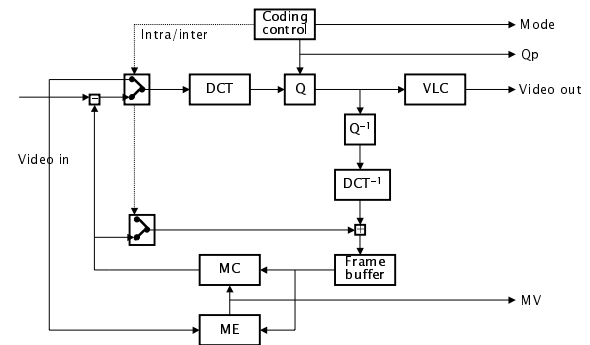 Coding
control
Mode
Intra/inter
Qp
DCT
Q
VLC
Video out
Q⁻¹
Video in
DCT⁻¹
MC
Frame
buffer
MV
ME